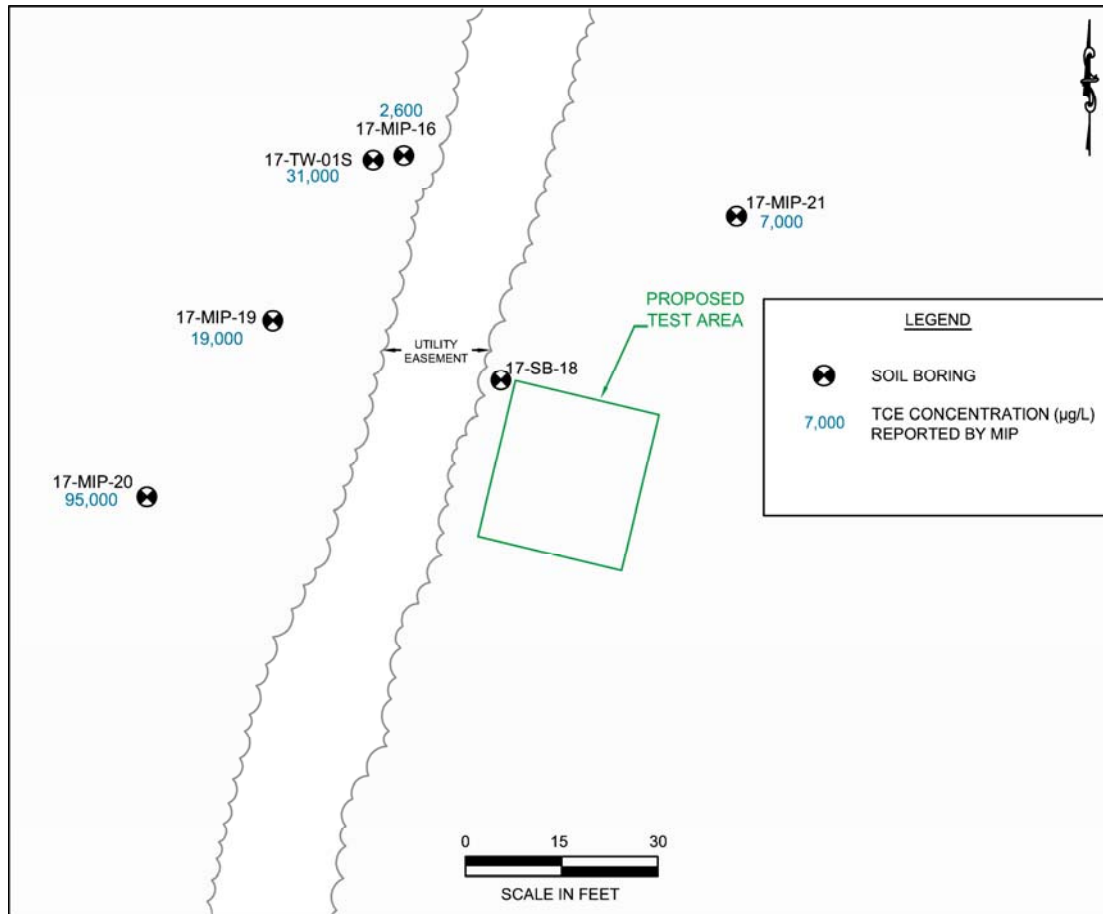 2,600
17-MIP-16
17-TW-01S
31,000
17-MIP-21
7,000
PROPOSED
TEST AREA
17-MIP-19
19,000
UTILITY
EASEMENT
17-SB-18
17-MIP-20
95,000
LEGEND
SOIL BORING
7,000
TCE CONCENTRATION (µg/L)
REPORTED BY MIP
0 15 30
SCALE IN FEET